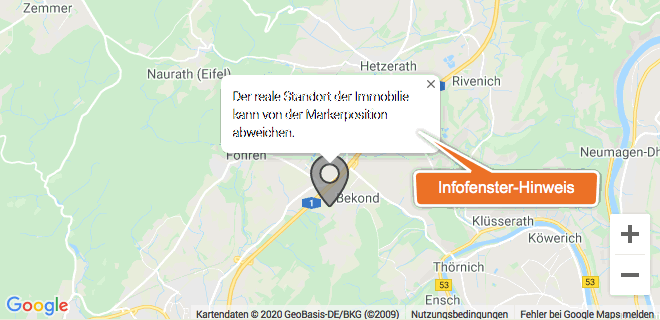 Zemmer
Hetzerath
Naurath (Eifel)
Rivenich
Der reale Standort der Immobilie
kann von der Markerposition
abweichen.
Föhren
Neumagen-Dh
Infofenster-Hinweis
1
Bekond
Klüsserath
Köwerich
Thörnich
53
53
Ensch
Google
Kartendaten © 2020 GeoBasis-DE/BKG (©2009)
Nutzungsbedingungen
Fehler bei Google Maps melden